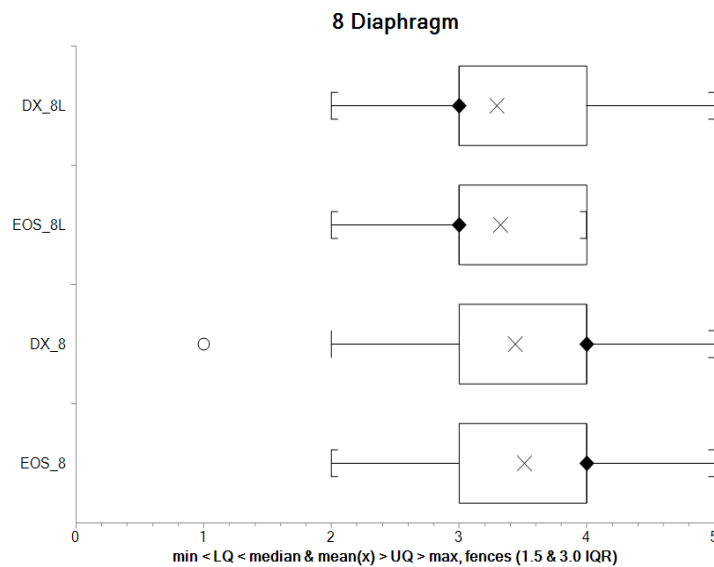 8 Diaphragm
DX_8L
EOS_8L
DX_8
EOS_8
0 1 2 3 4 5
min < LQ < median & mean(x) > UQ > max, fences (1.5 & 3.0 IQR)